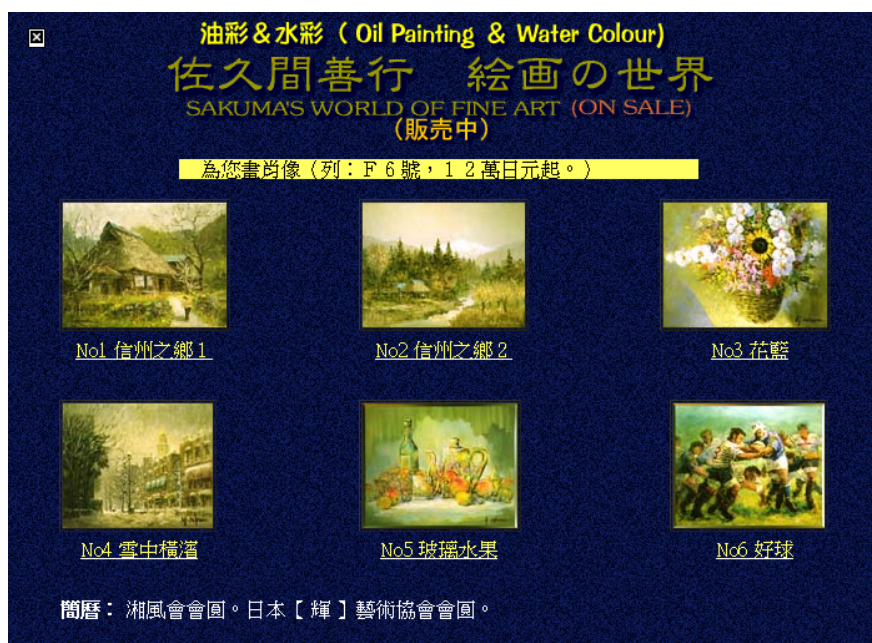 油彩＆水彩（Oil Painting & Water Colour)
佐久間善行　絵画の世界
SAKUMA'S WORLD OF FINE ART (ON SALE)
（販売中）
為您畫肖像（列：Ｆ６號，１２萬日元起。）
No1 信州之鄉１
No2 信州之鄉２
No3 花籃
No4 雪中橫濱
No5 玻璃水果
No6 好球
簡曆： 湘風會會圓。日本【 輝 】藝術協會會圓。